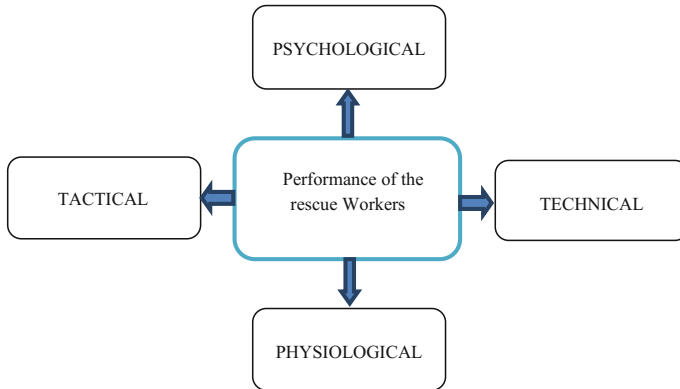 PSYCHOLOGICAL
TACTICAL
Performance of the
rescue Workers
TECHNICAL
PHYSIOLOGICAL